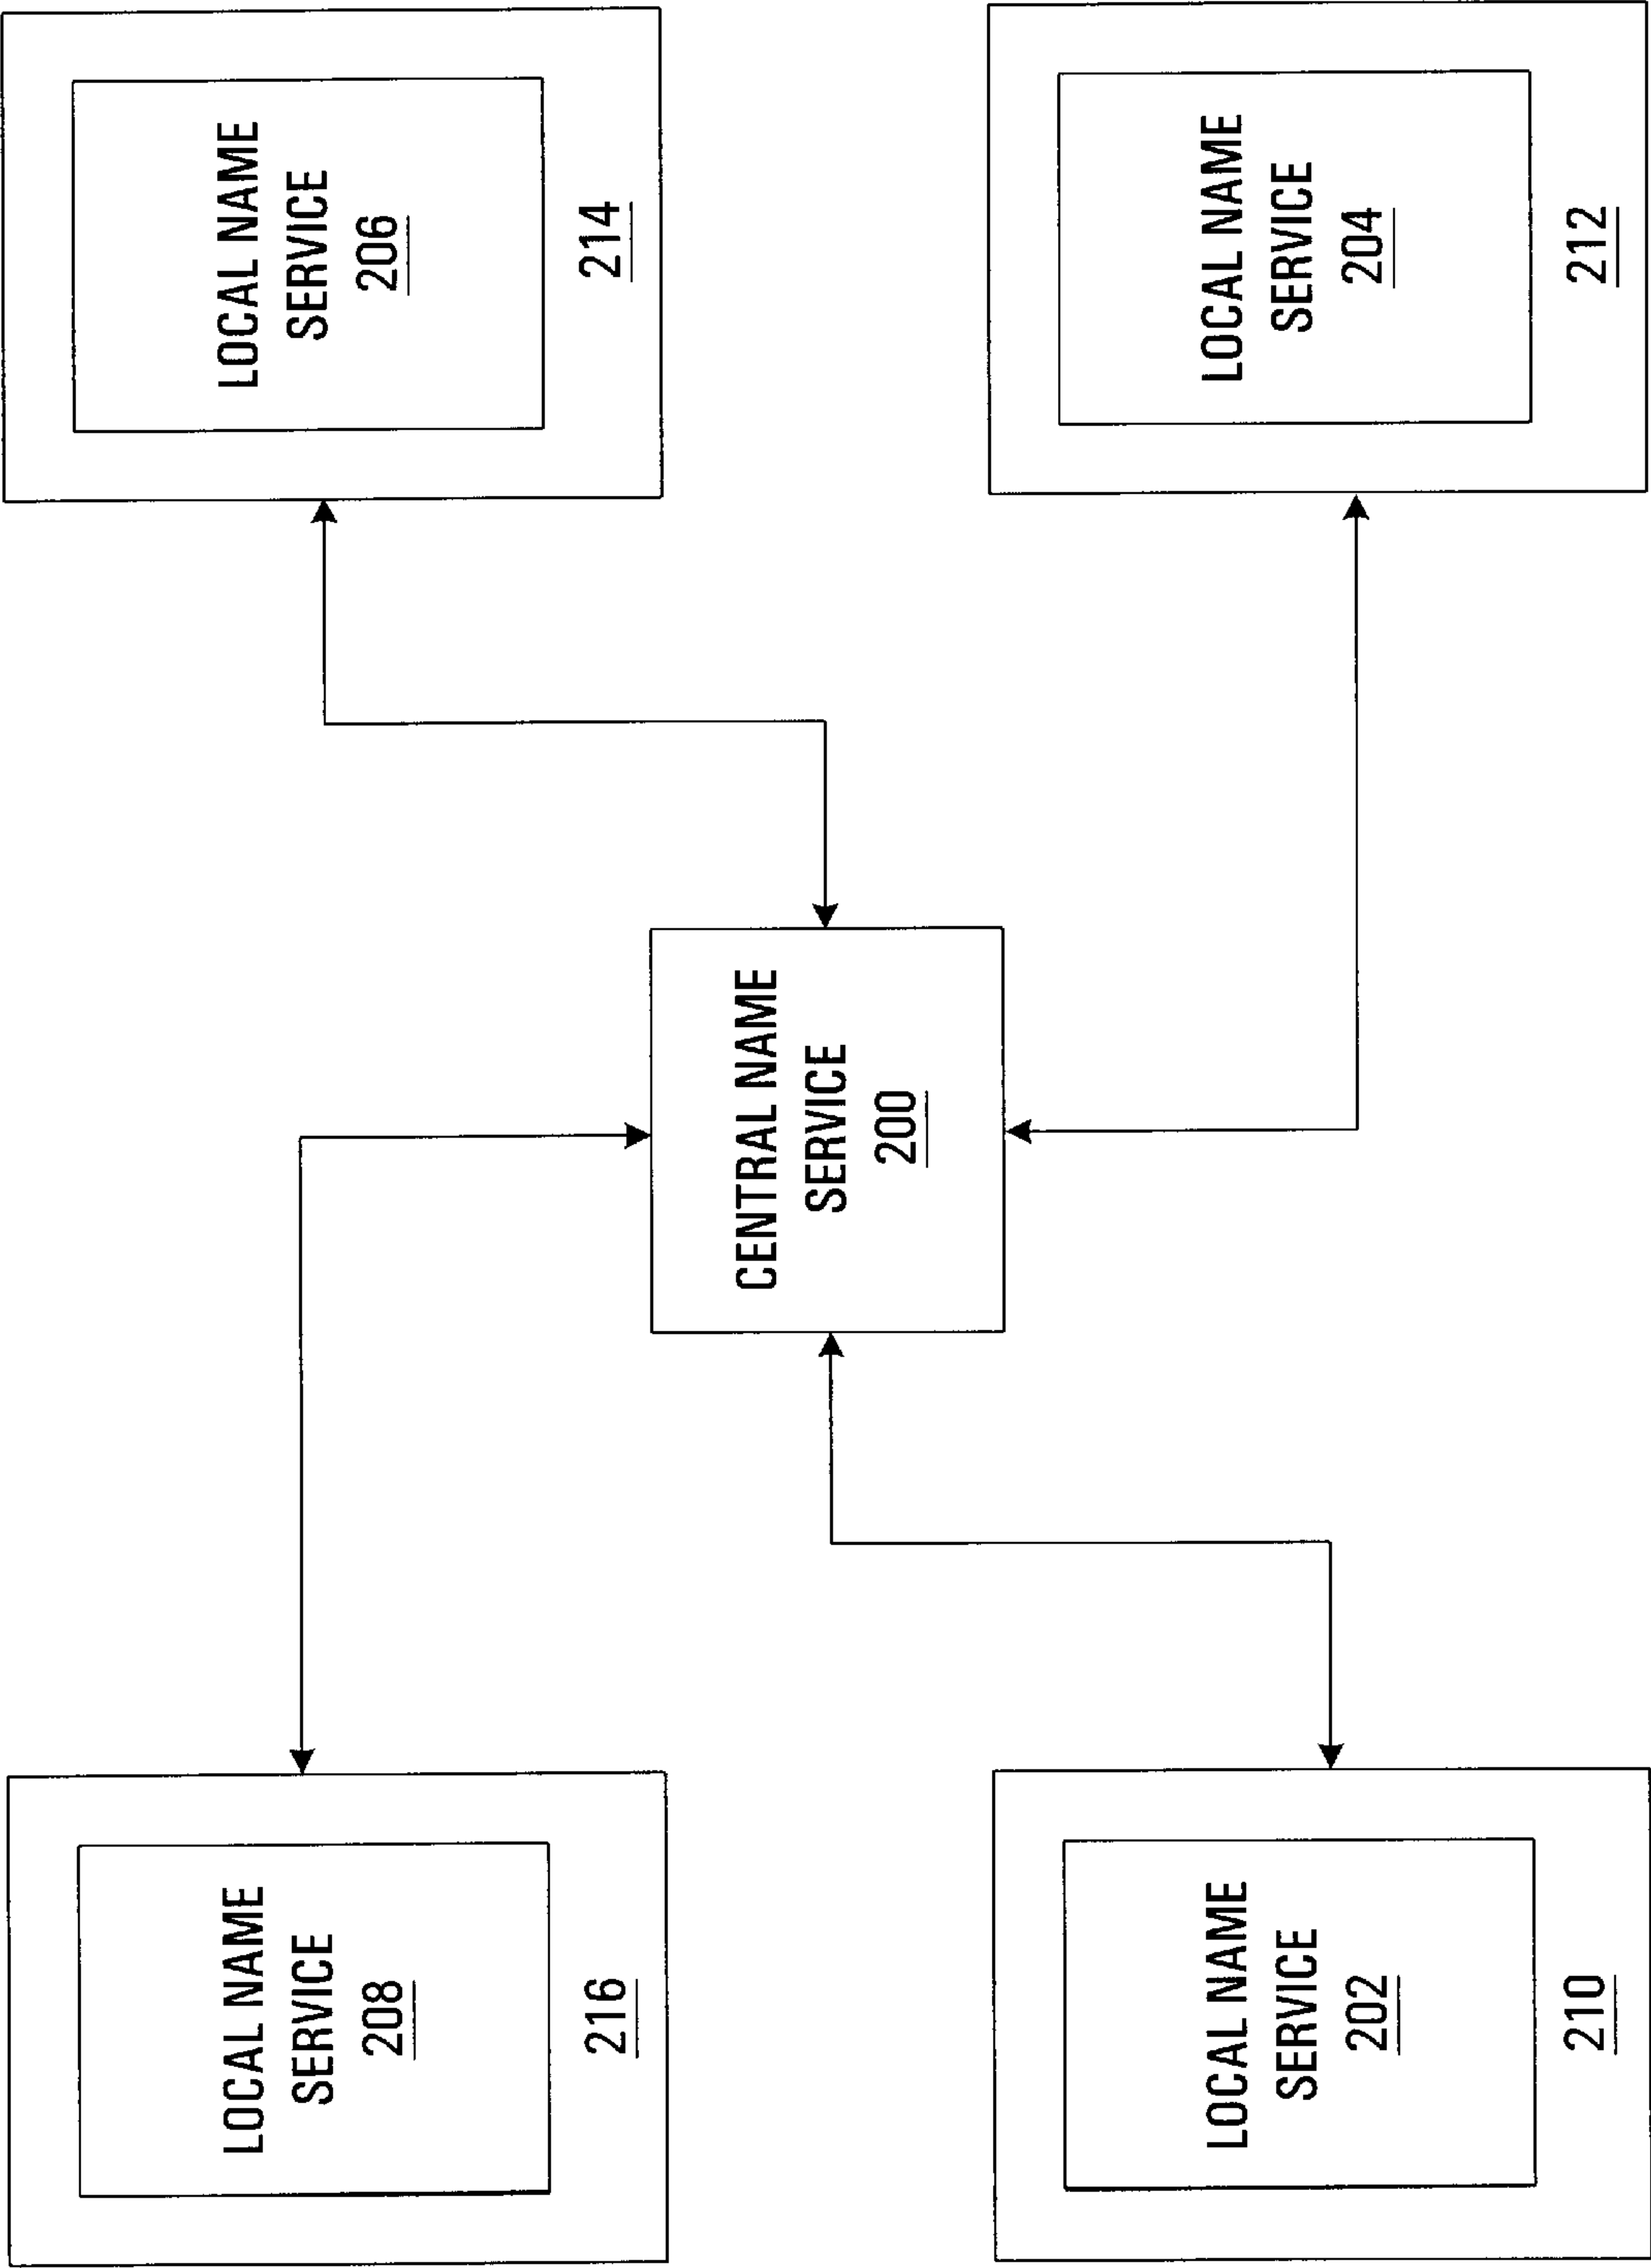 LOCAL NAME
SERVICE
208
216
LOCAL NAME
SERVICE
206
214
CENTRAL NAME
SERVICE
200
LOCAL NAME
SERVICE
202
210
LOCAL NAME
SERVICE
204
212